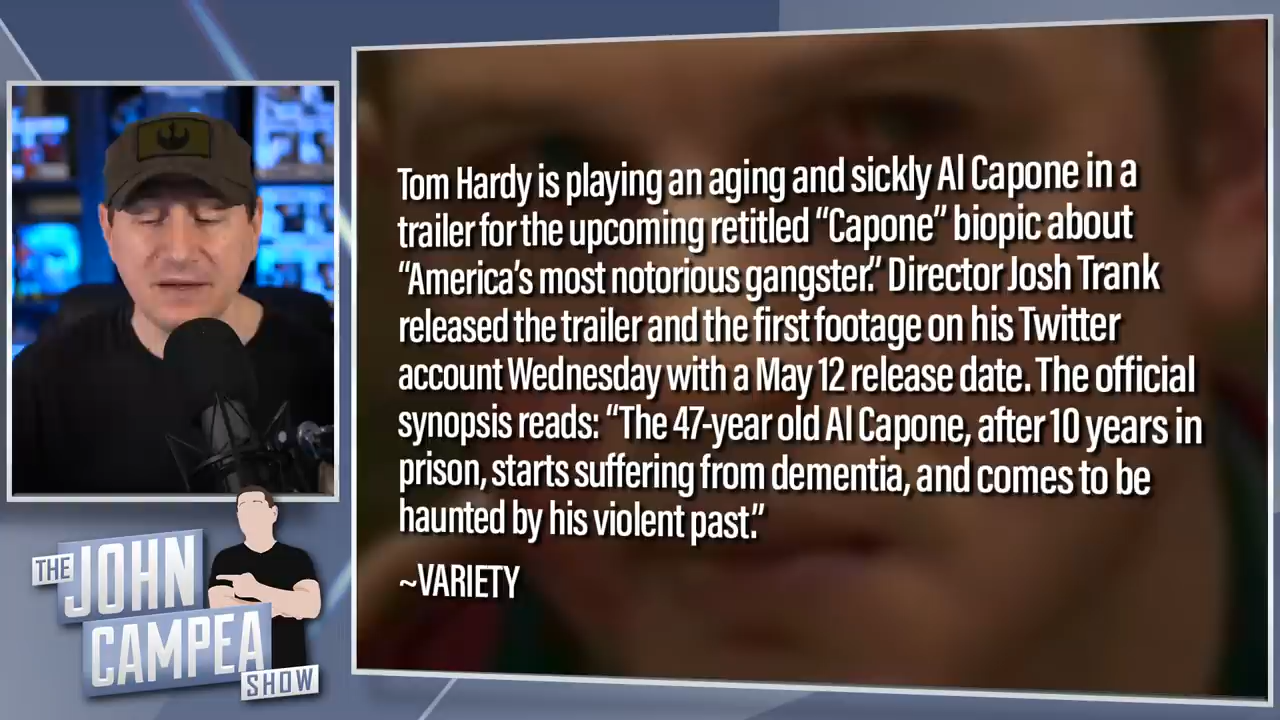 Tom Hardy is playing an aging and sickly Al Capone in a
trailer for the upcoming retitled “Capone” biopic about
“America’s most notorious gangster.” Director Josh Trank
released the trailer and the first footage on his Twitter
account Wednesday with a May 12 release date. The official
synopsis reads: “The 47-year old Al Capone, after 10 years in
prison, starts suffering from dementia, and comes to be
haunted by his violent past.”
~VARIETY
THE
JOHN
CAMPEA
SHOW